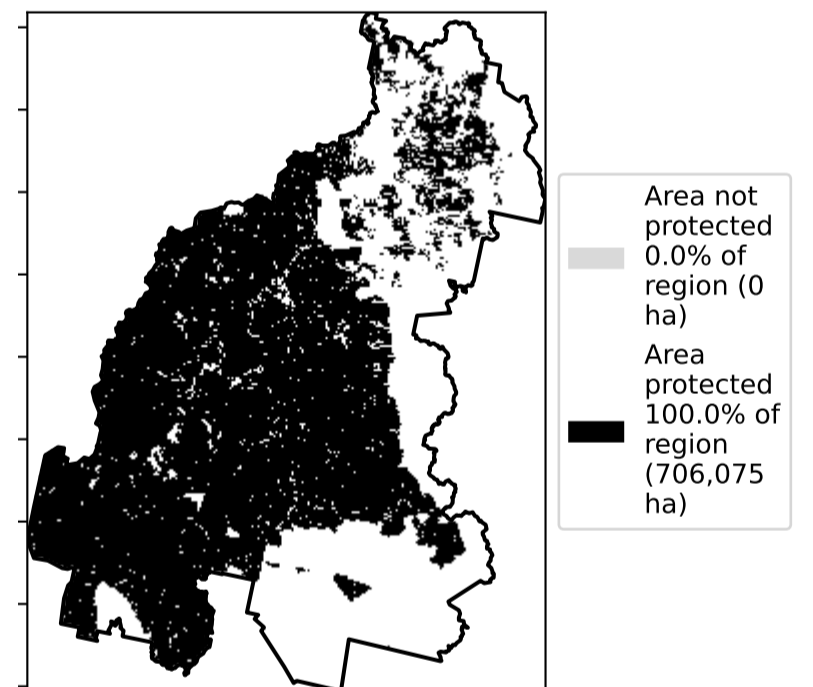 Area not
protected
0.0% of
region (0
ha)
Area
protected
100.0% of
region
(706,075
ha)